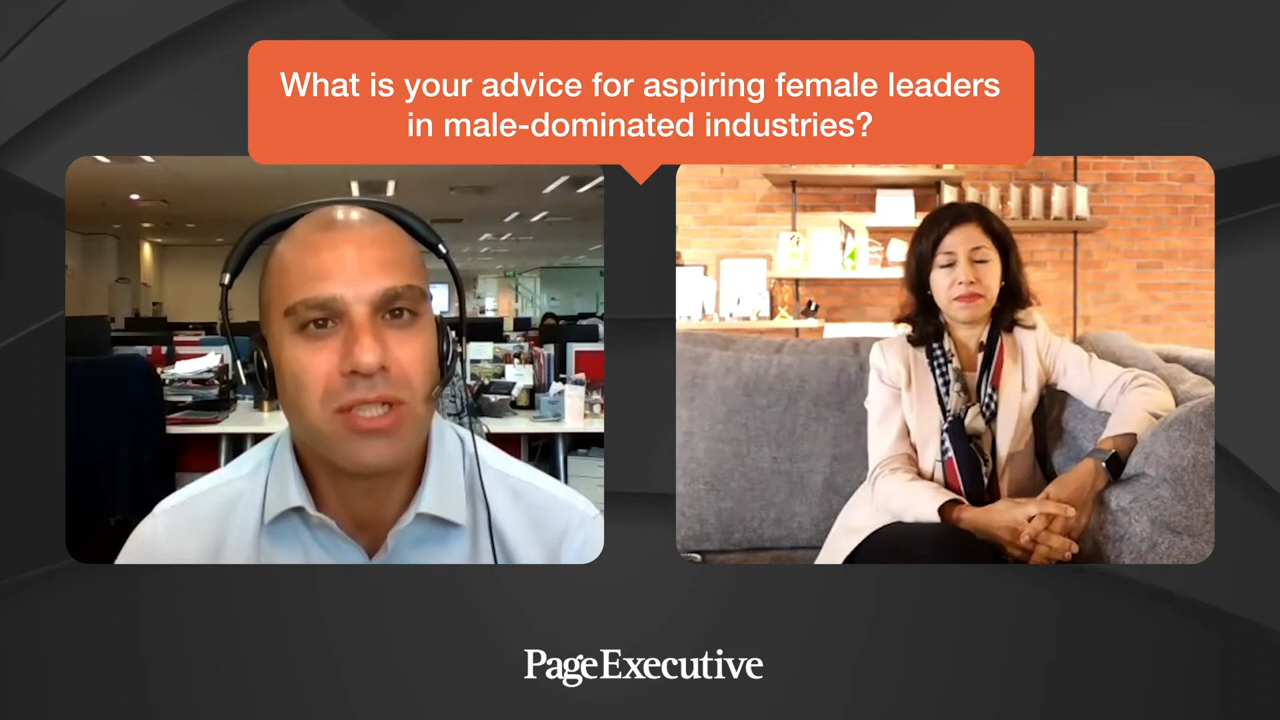 What is your advice for aspiring female leaders
in male-dominated industries?
PageExecutive